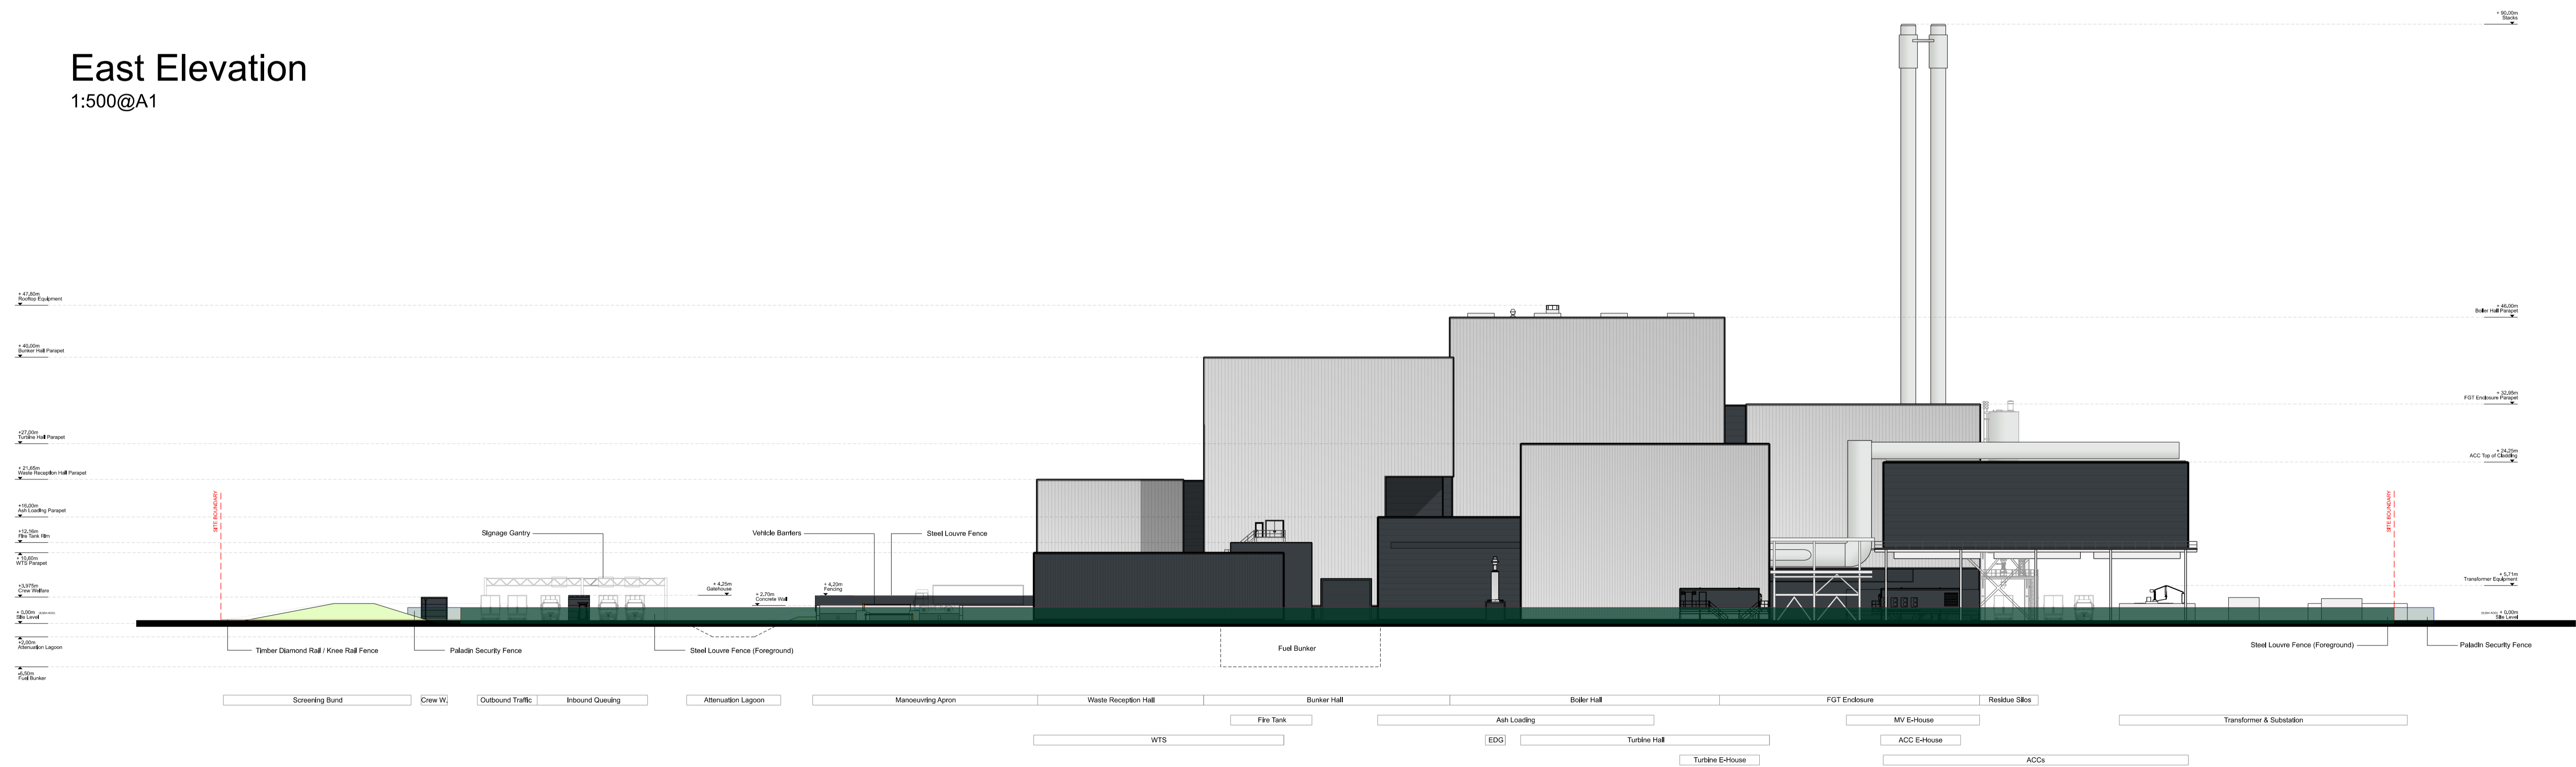 East Elevation
1:500@A1
+ 90,00m
Stacks
+ 47,80m
Rooftop Equipment
+ 46,00m
Boiler Hall Parapet
+ 40,00m
Bunker Hall Parapet
+ 32,95m
FGT Enclosure Parapet
+27,00m
Turbine Hall Parapet
+ 24,25m
ACC Top of Cladding
+ 21,65m
Waste Reception Hall Parapet
SITE BOUNDARY
SITE BOUNDARY
+16,00m
Ash Loading Parapet
+12,16m
Fire Tank Rim
Signage Gantry
Vehicle Barriers
Steel Louvre Fence
+ 10,60m
WTS Parapet
+ 5,71m
Transformer Equipment
+3,975m
Crew Welfare
+ 4,25m
Gatehouse
+ 2,70m
Concrete Wall
+ 4,20m
Fencing
+ 0,00m
Site Level
+ 0,00m
Site Level
+2,00m
Attenuation Lagoon
Timber Diamond Rail / Knee Rail Fence
Paladin Security Fence
Steel Louvre Fence (Foreground)
Fuel Bunker
Steel Louvre Fence (Foreground)
Paladin Security Fence
-6,50m
Fuel Bunker
Screening Bund
Crew W.
Outbound Traffic
Inbound Queuing
Attenuation Lagoon
Manoeuvring Apron
Waste Reception Hall
Bunker Hall
Boiler Hall
FGT Enclosure
Residue Silos
Fire Tank
Ash Loading
MV E-House
Transformer & Substation
WTS
EDG
Turbine Hall
ACC E-House
Turbine E-House
ACCs